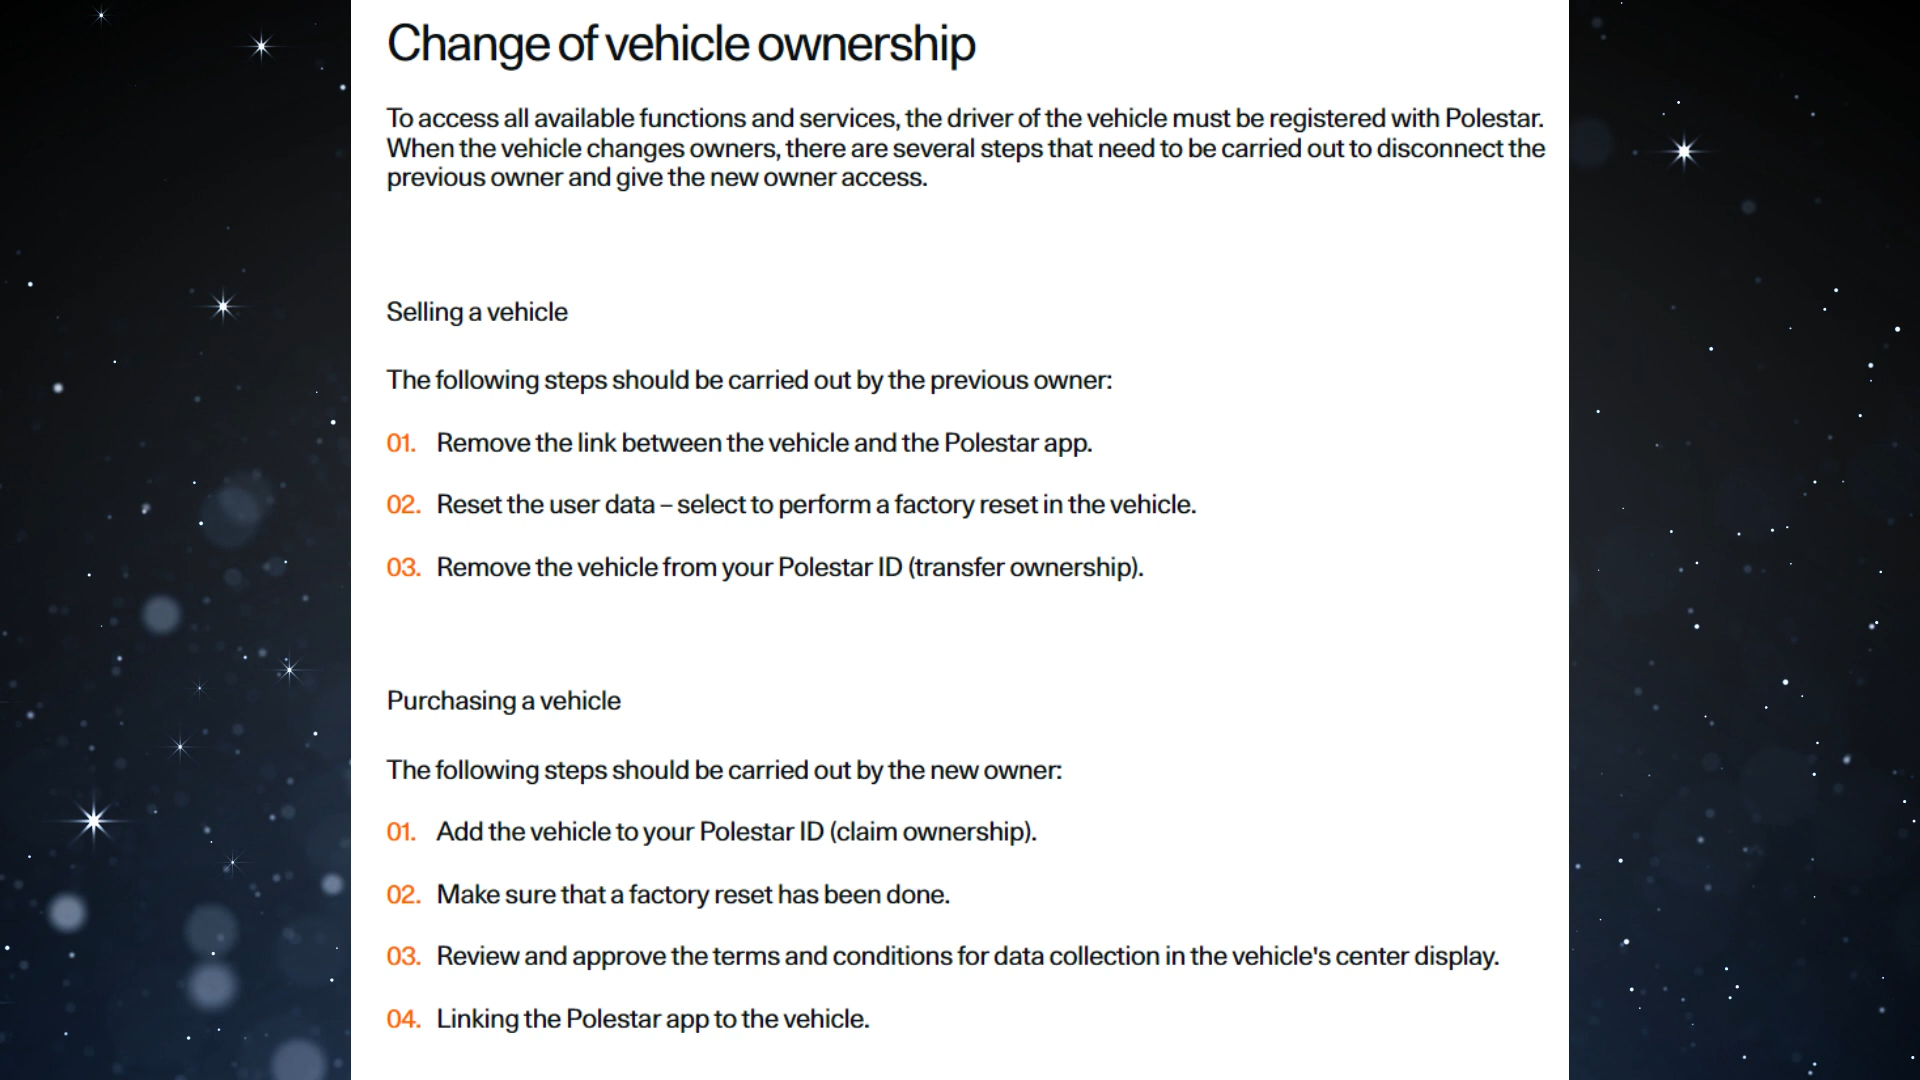 Change of vehicle ownership
To access all available functions and services, the driver of the vehicle must be registered with Polestar.
When the vehicle changes owners, there are several steps that need to be carried out to disconnect the
previous owner and give the new owner access.
Selling a vehicle
The following steps should be carried out by the previous owner:
01. Remove the link between the vehicle and the Polestar app.
02. Reset the user data – select to perform a factory reset in the vehicle.
03. Remove the vehicle from your Polestar ID (transfer ownership).
Purchasing a vehicle
The following steps should be carried out by the new owner:
01. Add the vehicle to your Polestar ID (claim ownership).
02. Make sure that a factory reset has been done.
03. Review and approve the terms and conditions for data collection in the vehicle's center display.
04. Linking the Polestar app to the vehicle.